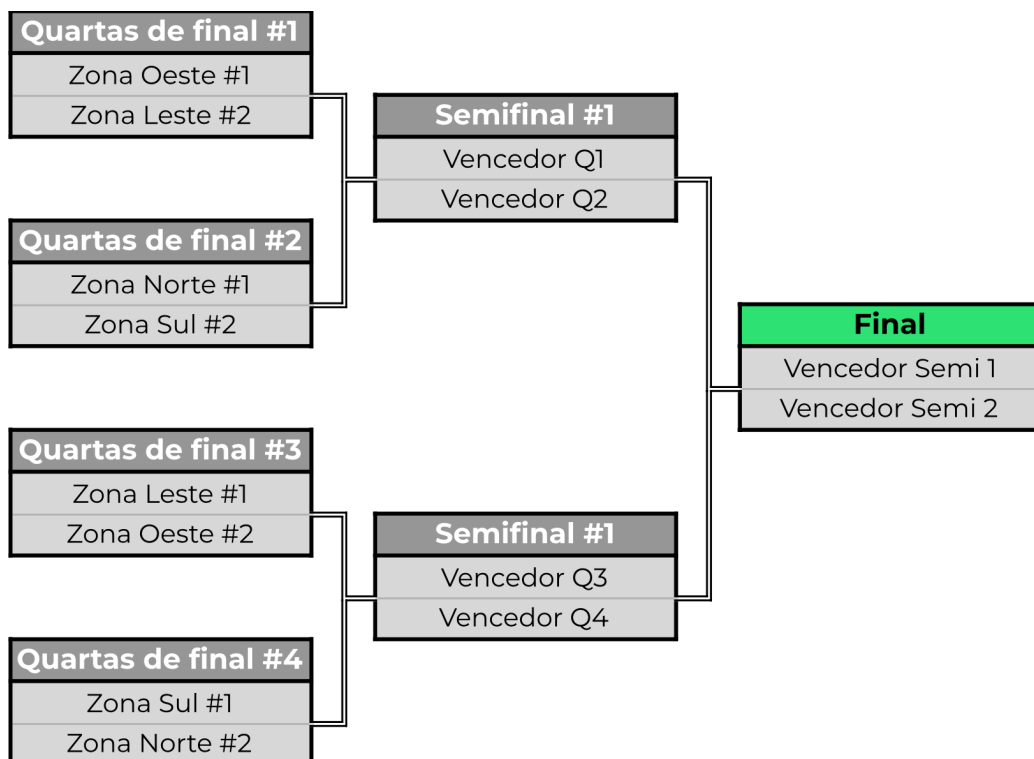 Quartas de final #1
Zona Oeste #1
Zona Leste #2
Quartas de final #2
Zona Norte #1
Zona Sul #2
Quartas de final #3
Zona Leste #1
Zona Oeste #2
Quartas de final #4
Zona Sul #1
Zona Norte #2
Semifinal #1
Vencedor Q1
Vencedor Q2
Semifinal #1
Vencedor Q3
Vencedor Q4
Final
Vencedor Semi 1
Vencedor Semi 2